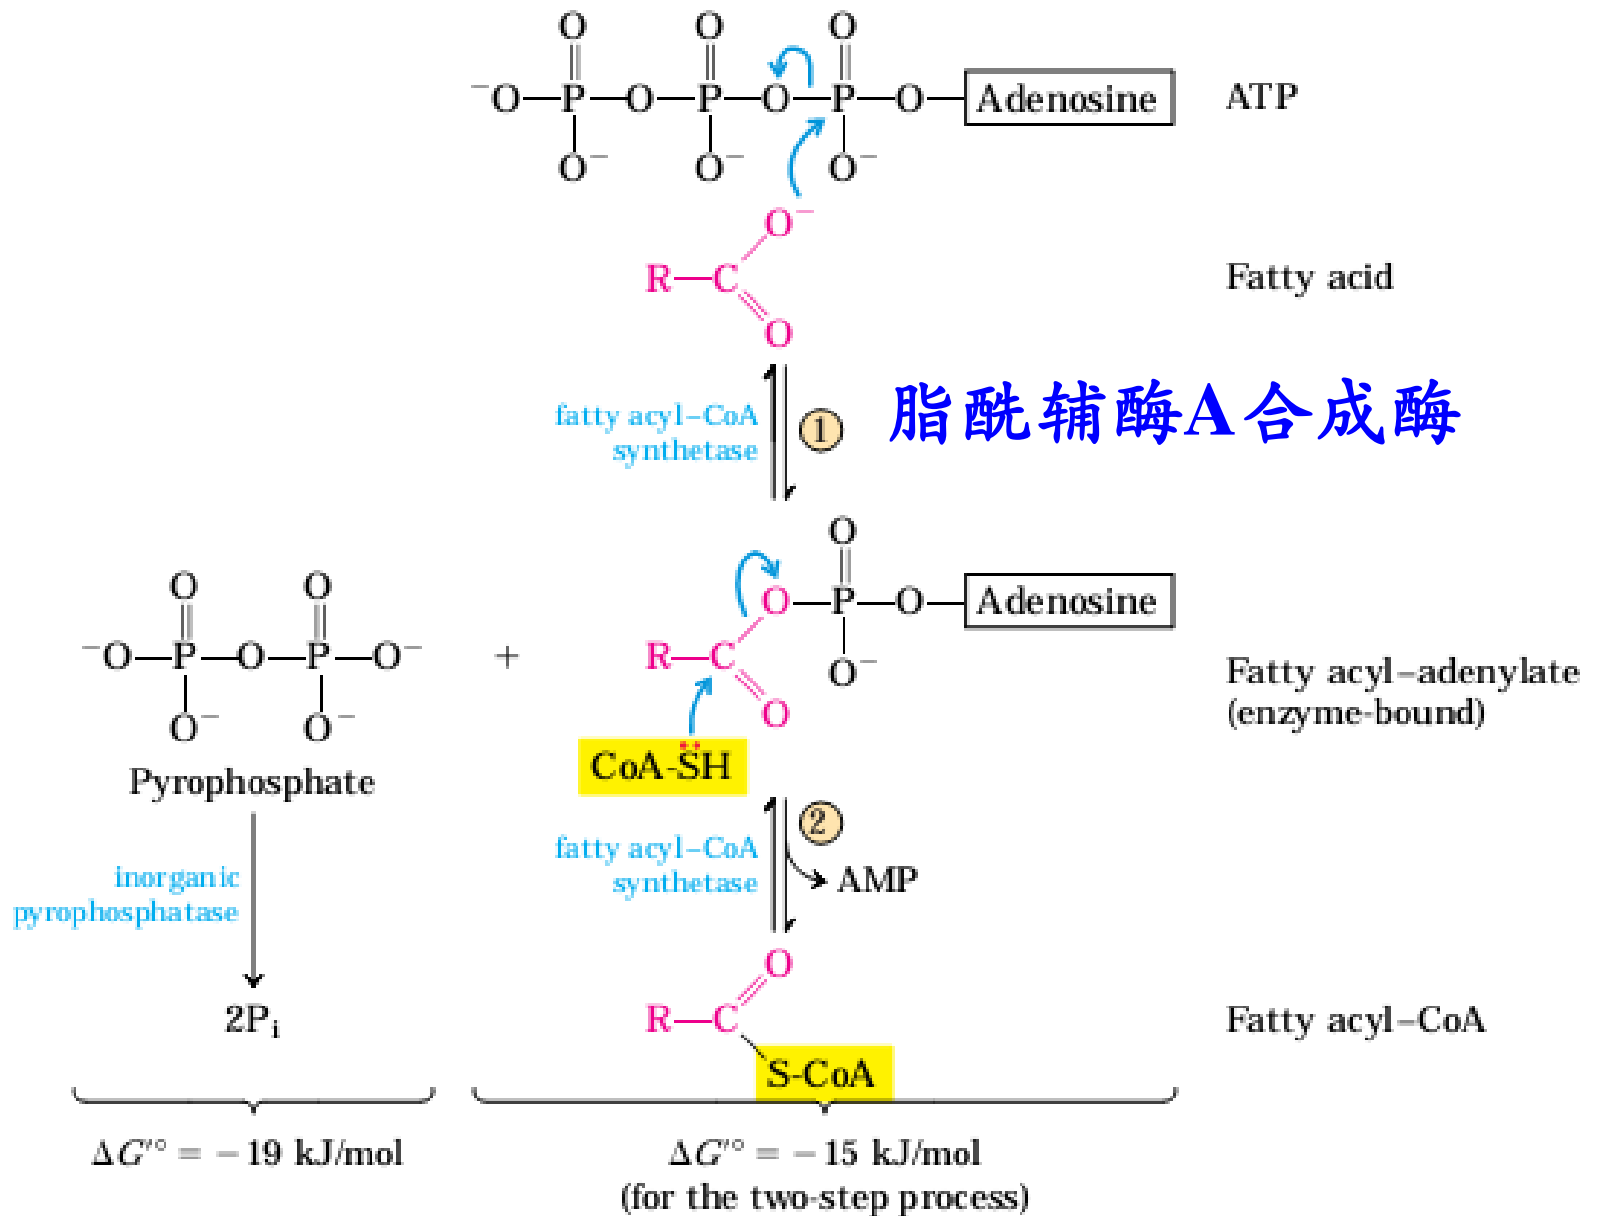 O O O
⁻O—P—O—P—O—P—O—Adenosine ATP
O⁻ O⁻ O⁻
O⁻
R—C Fatty acid
O
fatty acyl–CoA
synthetase
1
脂酰辅酶A合成酶
O
O—P—O—Adenosine
O O
⁻O—P—O—P—O⁻ + R—C O⁻
O⁻ O⁻ O
Fatty acyl–adenylate
(enzyme-bound)
CoA-S̈H
Pyrophosphate
2
fatty acyl–CoA
synthetase
AMP
inorganic
pyrophosphatase
O
2Pᵢ
R—C Fatty acyl–CoA
S-CoA
ΔG′° = −19 kJ/mol
ΔG′° = −15 kJ/mol
(for the two-step process)